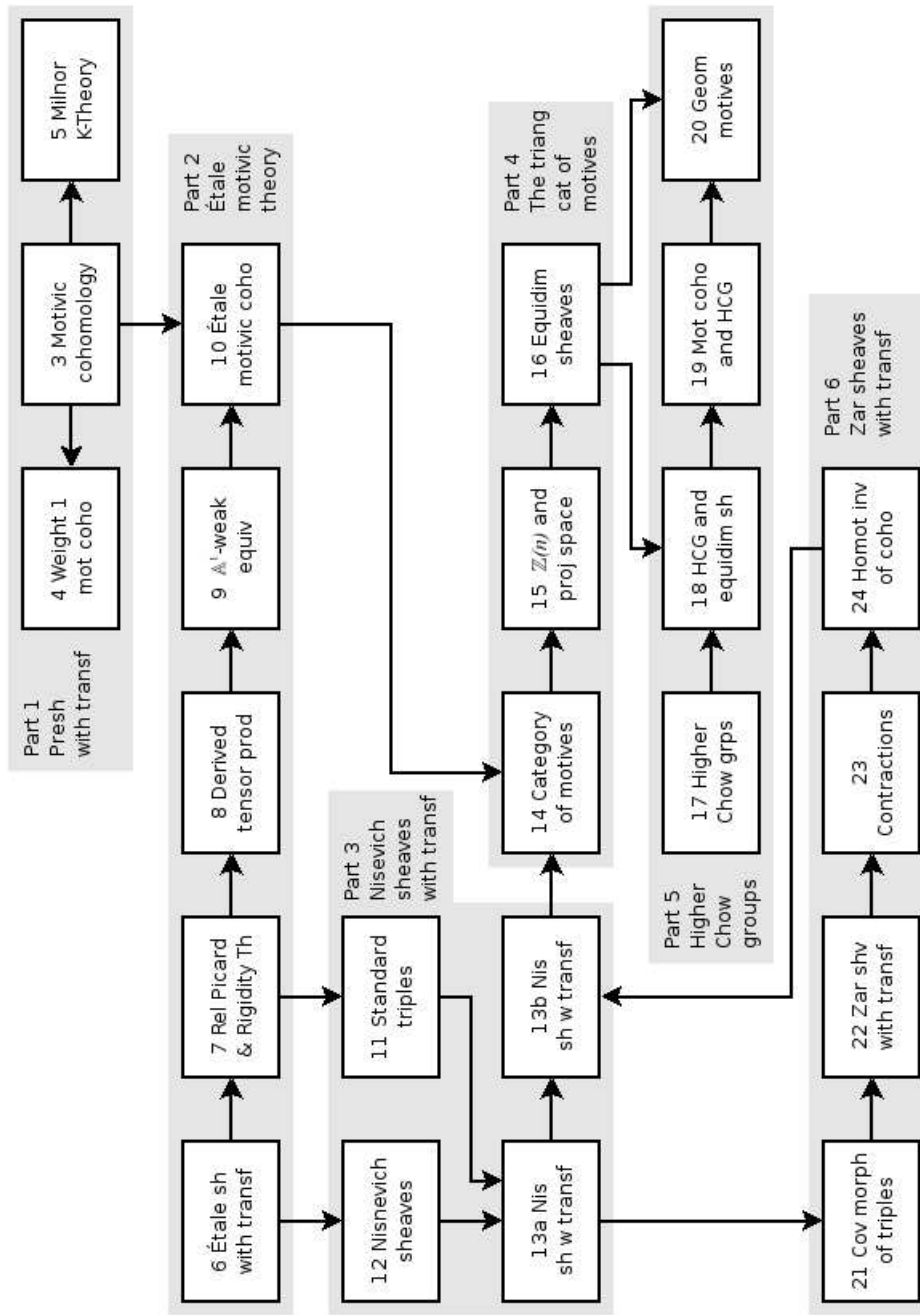 Part 1
Presh
with transf
4 Weight 1
mot coho
3 Motivic
cohomology
5 Milnor
K-Theory
6 Étale sh
with transf
7 Rel Picard
& Rigidity Th
8 Derived
tensor prod
9 𝔸¹-weak
equiv
10 Étale
motivic coho
Part 2
Étale
motivic
theory
12 Nisnevich
sheaves
11 Standard
triples
Part 3
Nisevich
sheaves
with transf
13a Nis
sh w transf
13b Nis
sh w transf
14 Category
of motives
15 ℤ(n) and
proj space
16 Equidim
sheaves
Part 4
The triang
cat of
motives
Part 5
Higher
Chow
groups
17 Higher
Chow grps
18 HCG and
equidim sh
19 Mot coho
and HCG
20 Geom
motives
21 Cov morph
of triples
22 Zar shv
with transf
23
Contractions
24 Homot inv
of coho
Part 6
Zar sheaves
with transf